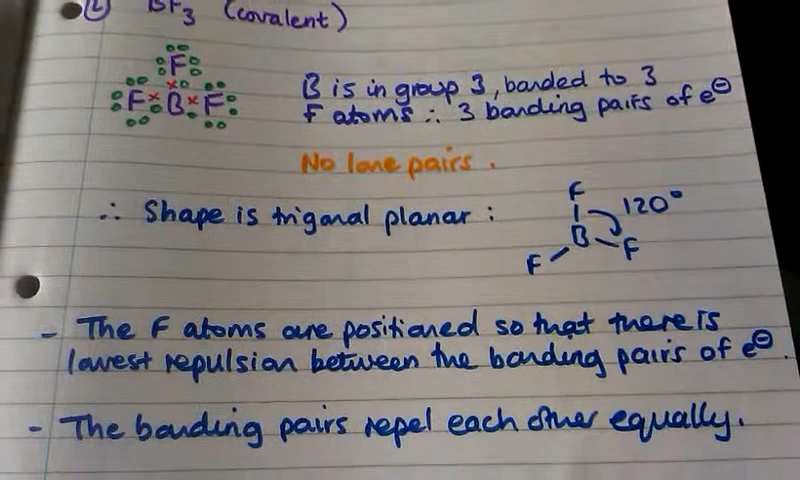 ② BF3 (covalent)
F
F B F
B is in group 3, bonded to 3
F atoms ∴ 3 bonding pairs of e⊖
No lone pairs.
∴ Shape is trigonal planar:
F
120°
B
F F
- The F atoms are positioned so that there is
lowest repulsion between the bonding pairs of e⊖.
- The bonding pairs repel each other equally.